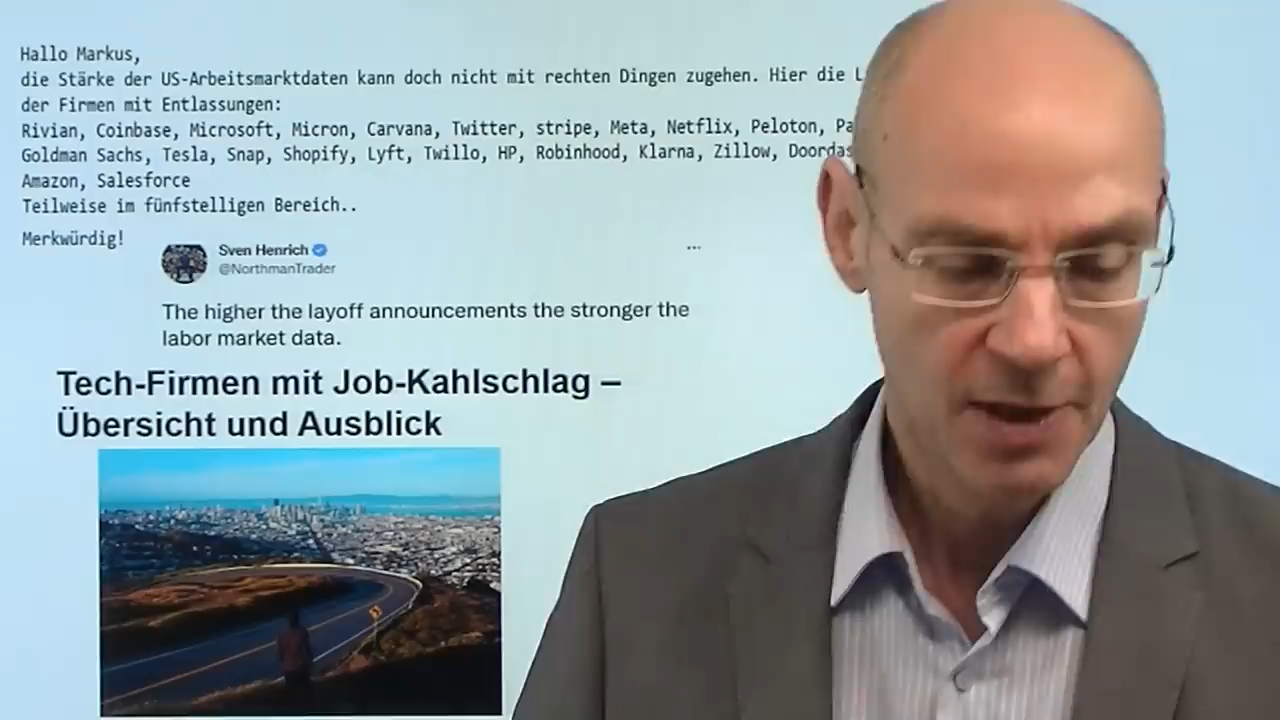 Hallo Markus,
die Stärke der US-Arbeitsmarktdaten kann doch nicht mit rechten Dingen zugehen. Hier die
der Firmen mit Entlassungen:
Rivian, Coinbase, Microsoft, Micron, Carvana, Twitter, stripe, Meta, Netflix, Peloton,
Goldman Sachs, Tesla, Snap, Shopify, Lyft, Twillo, HP, Robinhood, Klarna, Zillow,
Amazon, Salesforce
Teilweise im fünfstelligen Bereich..
Merkwürdig!
Sven Henrich
...
@NorthmanTrader
The higher the layoff announcements the stronger the
labor market data.
Tech-Firmen mit Job-Kahlschlag –
Übersicht und Ausblick